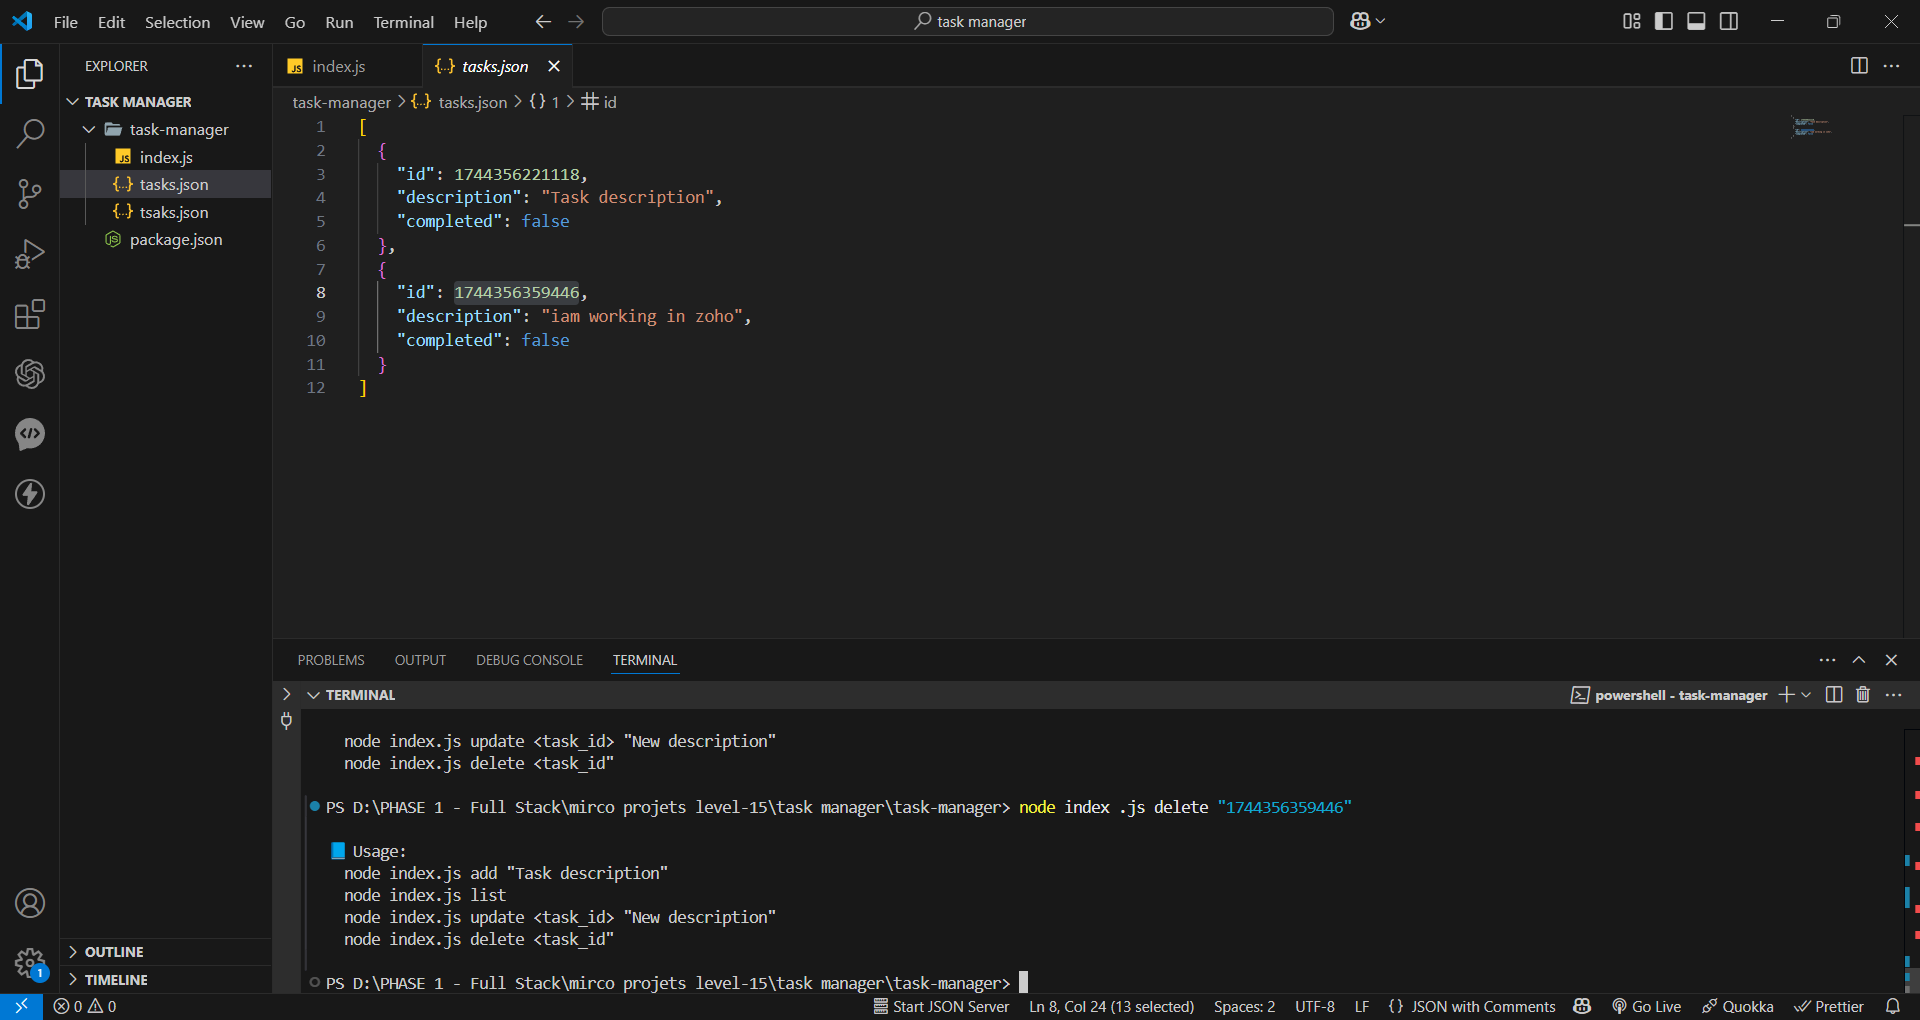 File Edit Selection View Go Run Terminal Help
task manager
EXPLORER
TASK MANAGER
task-manager
index.js
tasks.json
tsaks.json
package.json
OUTLINE
TIMELINE
index.js
tasks.json
task-manager > {..} tasks.json > {} 1 > # id
1 [
2 {
3 "id": 1744356221118,
4 "description": "Task description",
5 "completed": false
6 },
7 {
8 "id": 1744356359446,
9 "description": "iam working in zoho",
10 "completed": false
11 }
12 ]
PROBLEMS OUTPUT DEBUG CONSOLE TERMINAL
TERMINAL
powershell - task-manager
node index.js update <task_id> "New description"
node index.js delete <task_id"
PS D:\PHASE 1 - Full Stack\mirco projets level-15\task manager\task-manager> node index .js delete "1744356359446"
Usage:
node index.js add "Task description"
node index.js list
node index.js update <task_id> "New description"
node index.js delete <task_id"
PS D:\PHASE 1 - Full Stack\mirco projets level-15\task manager\task-manager>
1
0 0 Start JSON Server Ln 8, Col 24 (13 selected) Spaces: 2 UTF-8 LF {} JSON with Comments Go Live Quokka Prettier